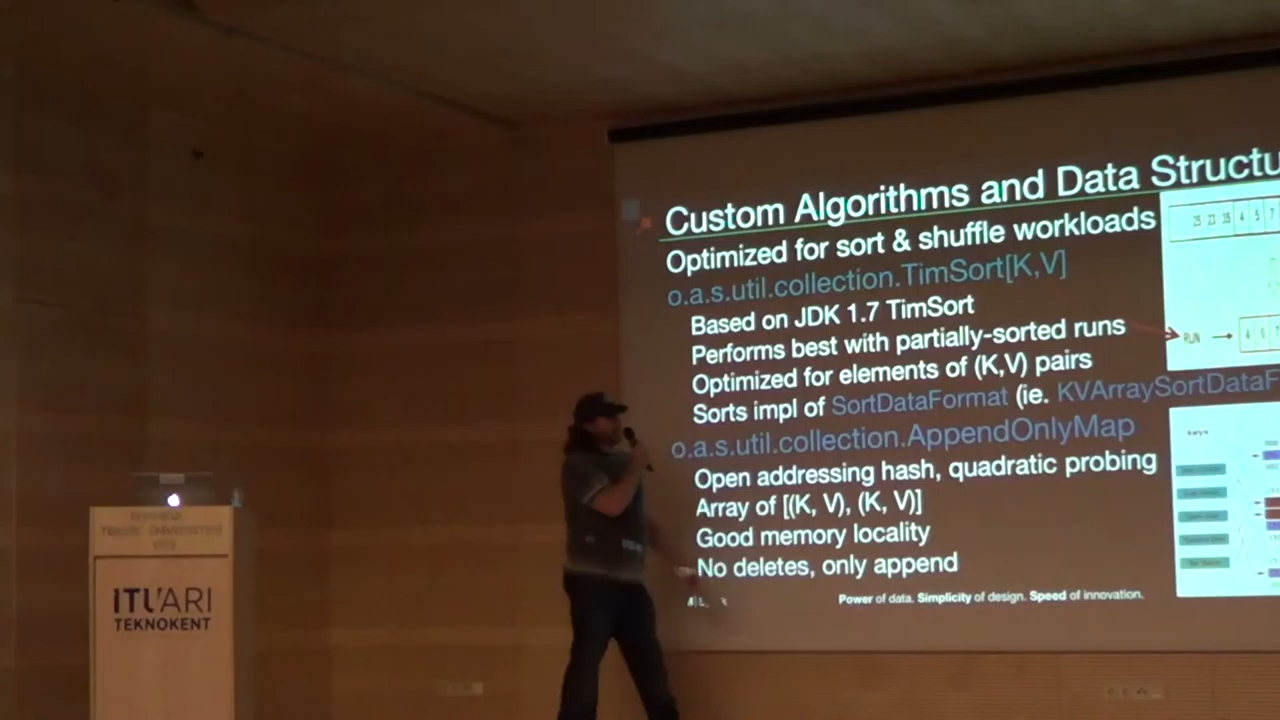 Custom Algorithms and Data Structu
Optimized for sort & shuffle workloads
o.a.s.util.collection.TimSort[K,V]
Based on JDK 1.7 TimSort
Performs best with partially-sorted runs
Optimized for elements of (K,V) pairs
Sorts impl of SortDataFormat (ie. KVArraySortDataF
o.a.s.util.collection.AppendOnlyMap
Open addressing hash, quadratic probing
Array of [(K, V), (K, V)]
Good memory locality
No deletes, only append
Power of data. Simplicity of design. Speed of innovation.
RUN
keys
ITU ARI
TEKNOKENT